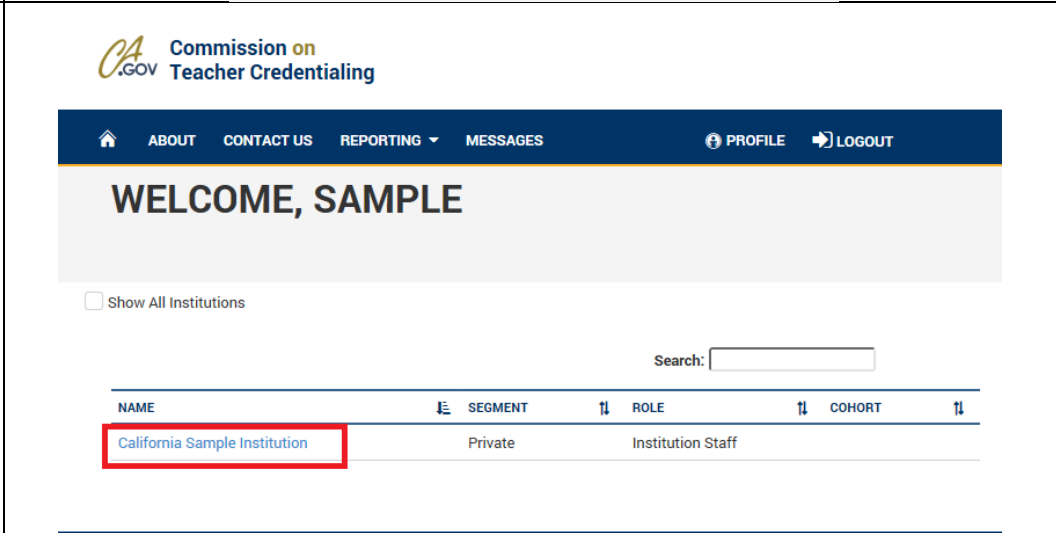 CA
.GOV
Commission on
Teacher Credentialing
ABOUT CONTACT US REPORTING MESSAGES PROFILE LOGOUT
WELCOME, SAMPLE
Show All Institutions
Search:
NAME SEGMENT ROLE COHORT
California Sample Institution Private Institution Staff